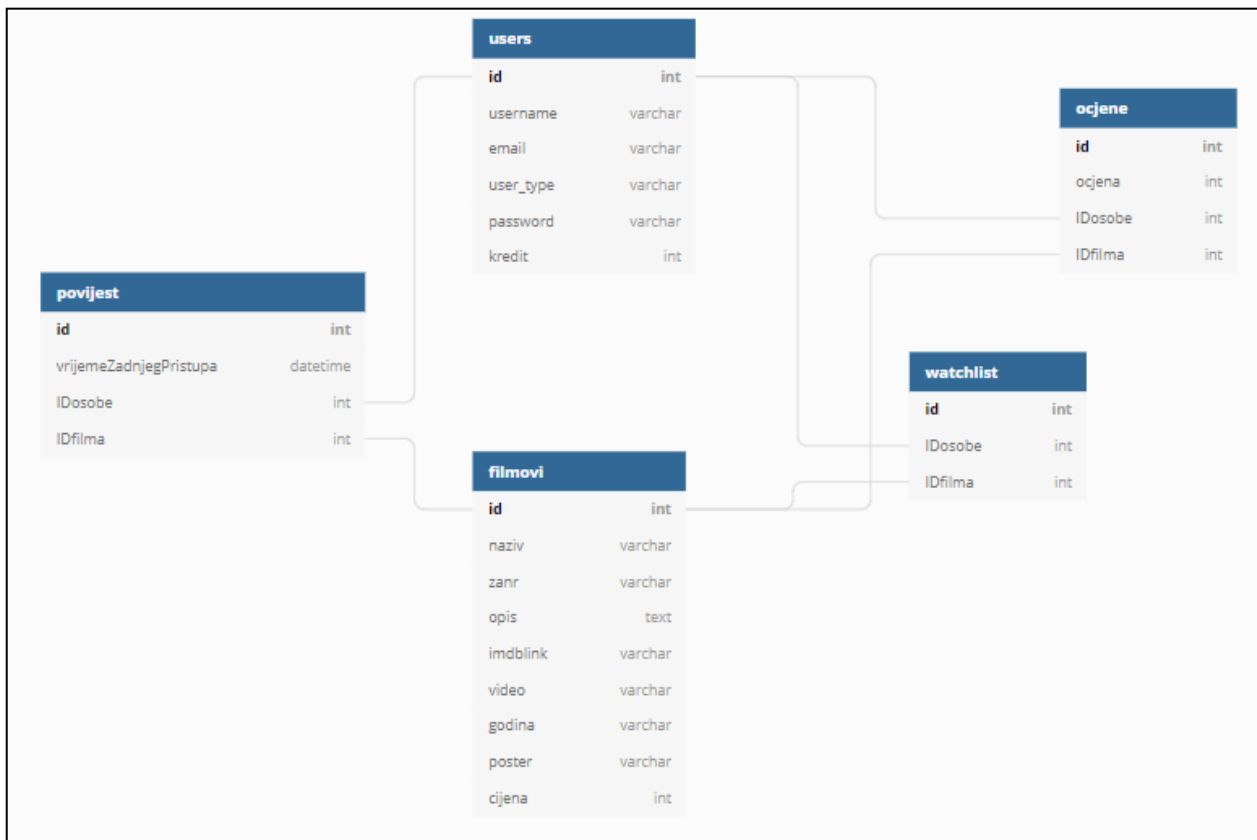 users
id int
username varchar
email varchar
user_type varchar
password varchar
kredit int
povijest
id int
vrijemeZadnjegPristupa datetime
IDosobe int
IDfilma int
filmovi
id int
naziv varchar
zanr varchar
opis text
imdblink varchar
video varchar
godina varchar
poster varchar
cijena int
ocjene
id int
ocjena int
IDosobe int
IDfilma int
watchlist
id int
IDosobe int
IDfilma int